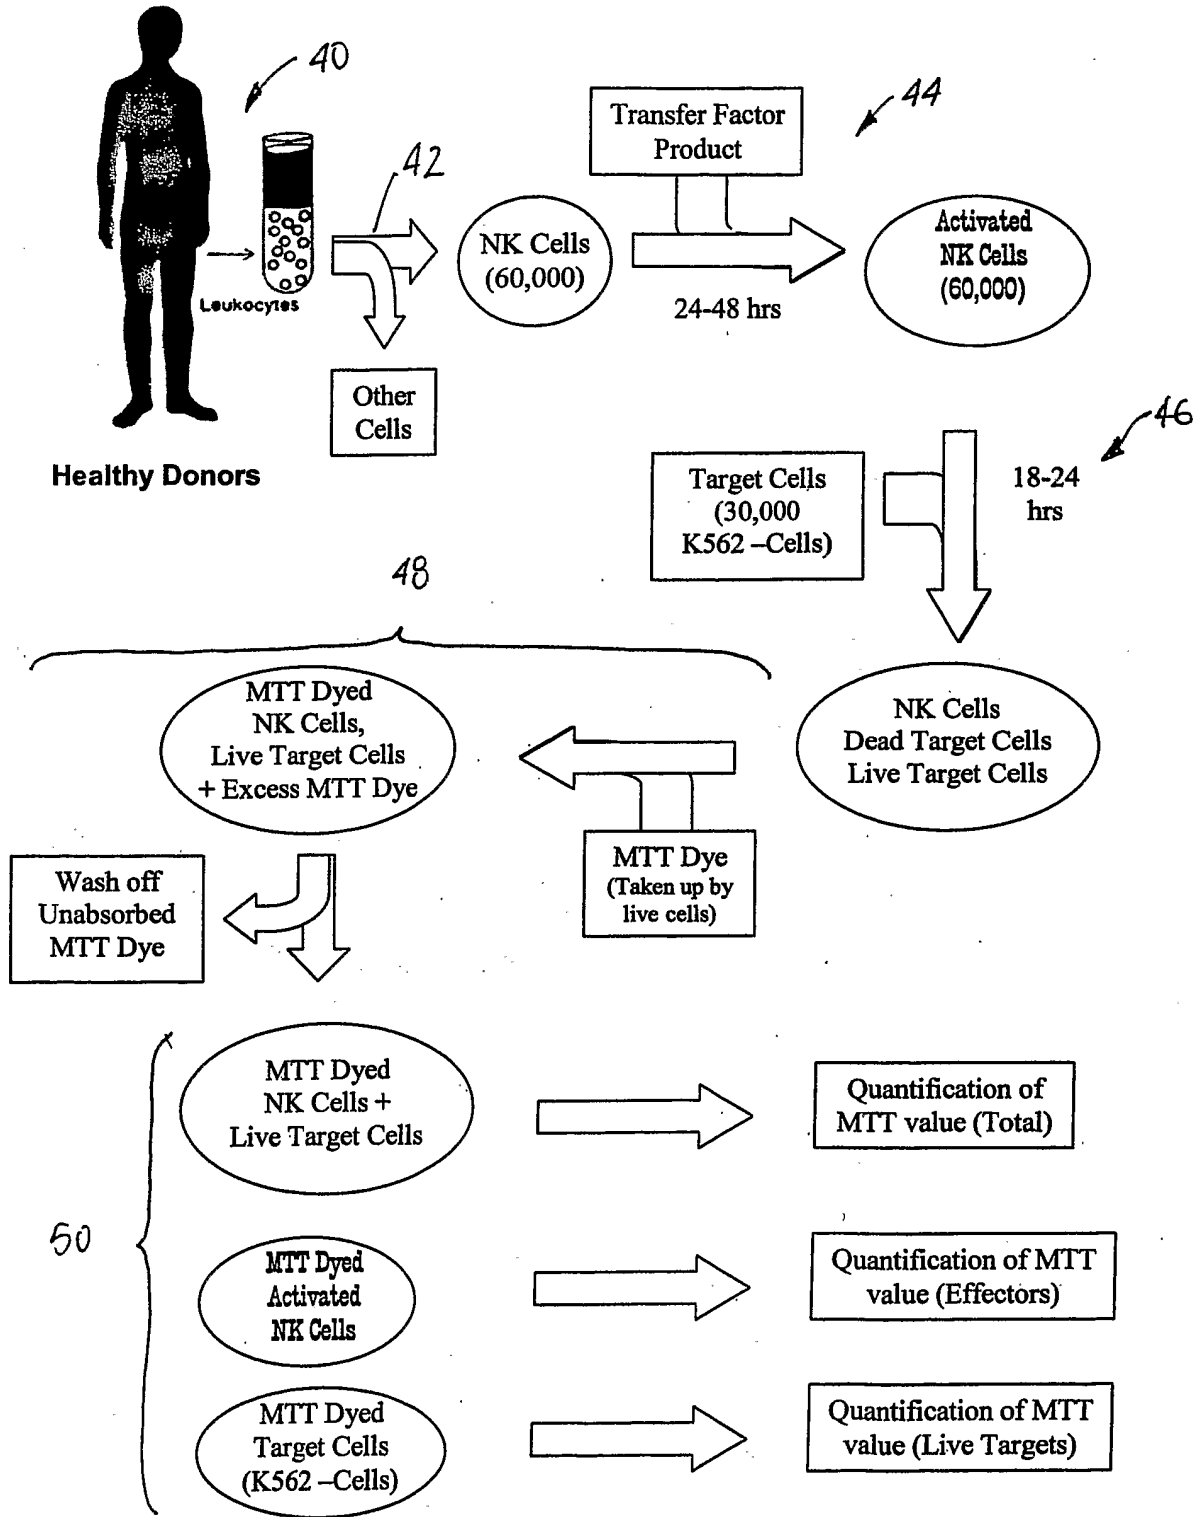 40
44
Transfer Factor
Product
42
NK Cells
(60,000)
Activated
NK Cells
(60,000)
24-48 hrs
Leukocytes
Other
Cells
Healthy Donors
46
Target Cells
(30,000
K562 –Cells)
18-24
hrs
48
MTT Dyed
NK Cells,
Live Target Cells
+ Excess MTT Dye
NK Cells
Dead Target Cells
Live Target Cells
MTT Dye
(Taken up by
live cells)
Wash off
Unabsorbed
MTT Dye
MTT Dyed
NK Cells +
Live Target Cells
Quantification of
MTT value (Total)
50
MTT Dyed
Activated
NK Cells
Quantification of MTT
value (Effectors)
MTT Dyed
Target Cells
(K562 –Cells)
Quantification of MTT
value (Live Targets)